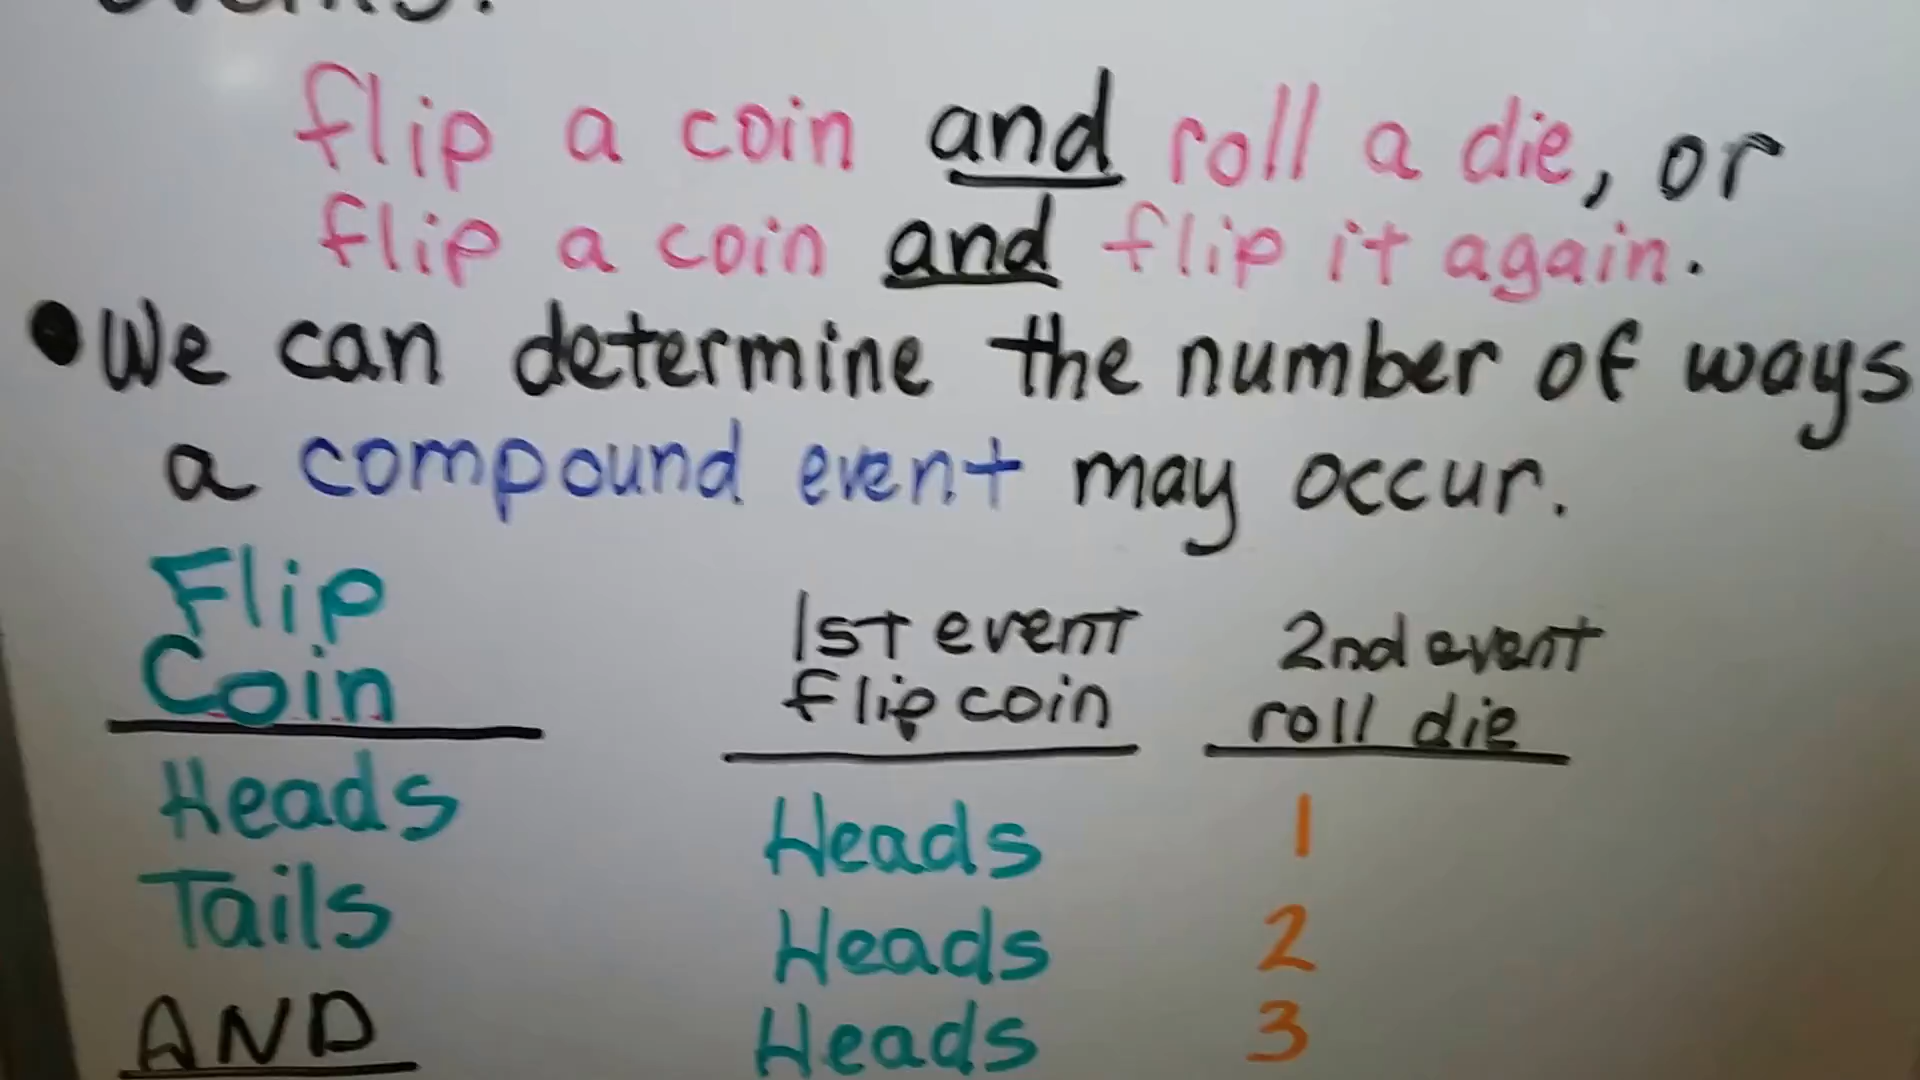 flip a coin and roll a die, or
flip a coin and flip it again.
• We can determine the number of ways
a compound event may occur.
Flip
Coin
Heads
Tails
AND
1st event
flip coin
Heads
Heads
Heads
2nd event
roll die
1
2
3